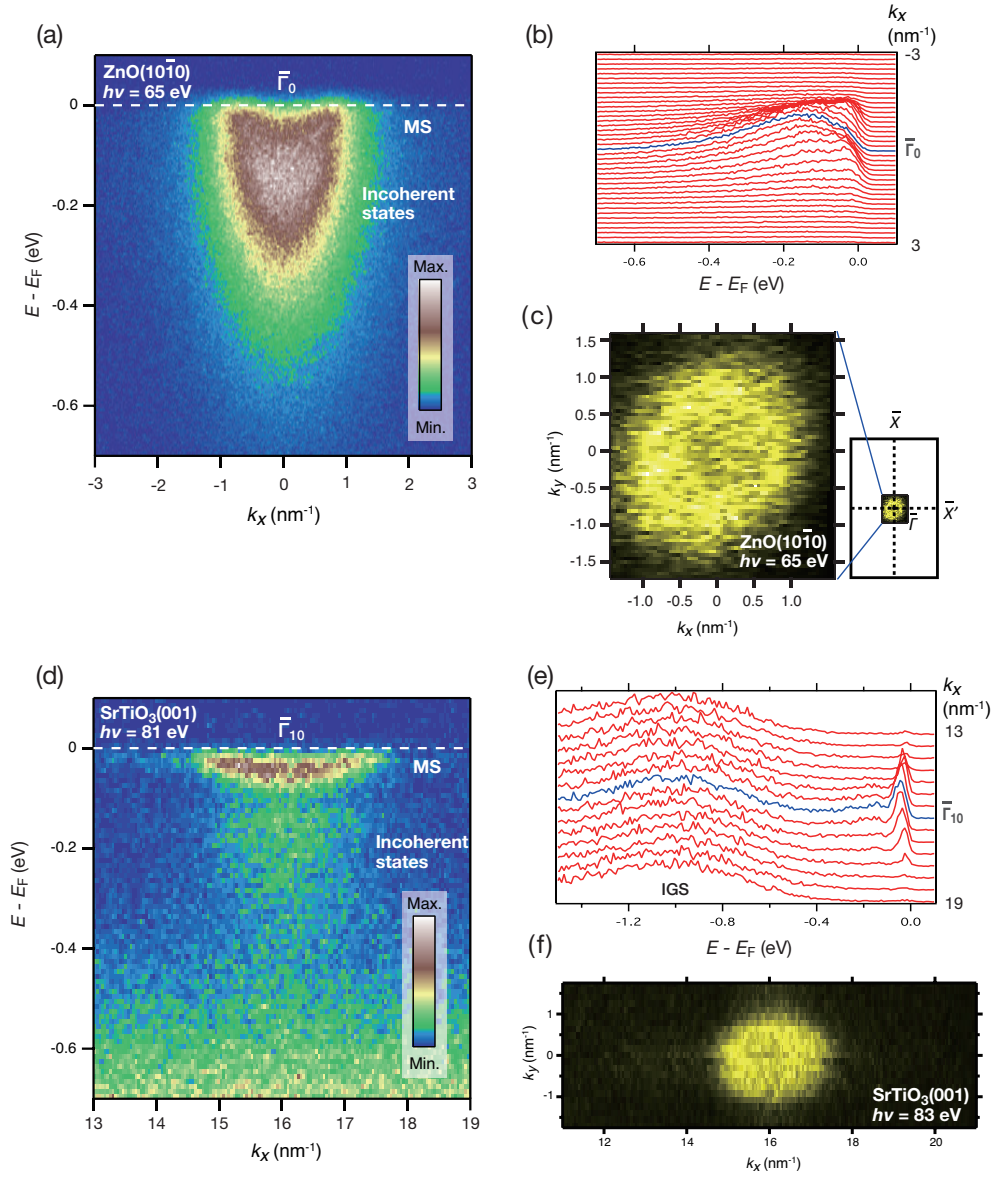 (a)
ZnO(101̄0)
hν = 65 eV
Γ̄0
MS
Incoherent
states
Max.
Min.
0
-0.2
-0.4
-0.6
E - EF (eV)
-3 -2 -1 0 1 2 3
kx (nm-1)
(b)
kx
(nm-1)
-3
Γ̄0
3
-0.6 -0.4 -0.2 0.0
E - EF (eV)
(c)
1.5
1.0
0.5
0
-0.5
-1.0
-1.5
ky (nm-1)
ZnO(101̄0)
hν = 65 eV
-1.0 -0.5 0 0.5 1.0
kx (nm-1)
X̄
X̄'
Γ̄
(d)
SrTiO3(001)
hν = 81 eV
Γ̄10
MS
Incoherent
states
Max.
Min.
0
-0.2
-0.4
-0.6
E - EF (eV)
13 14 15 16 17 18 19
kx (nm-1)
(e)
kx
(nm-1)
13
Γ̄10
19
IGS
-1.2 -0.8 -0.4 0.0
E - EF (eV)
(f)
1
0
-1
ky (nm-1)
SrTiO3(001)
hν = 83 eV
12 14 16 18 20
kx (nm-1)